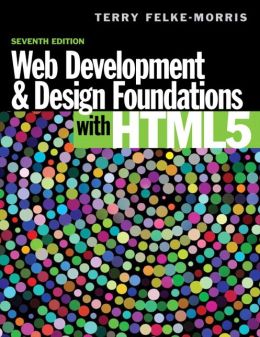 TERRY FELKE-MORRIS
SEVENTH EDITION
Web Development
& Design Foundations
with HTML5